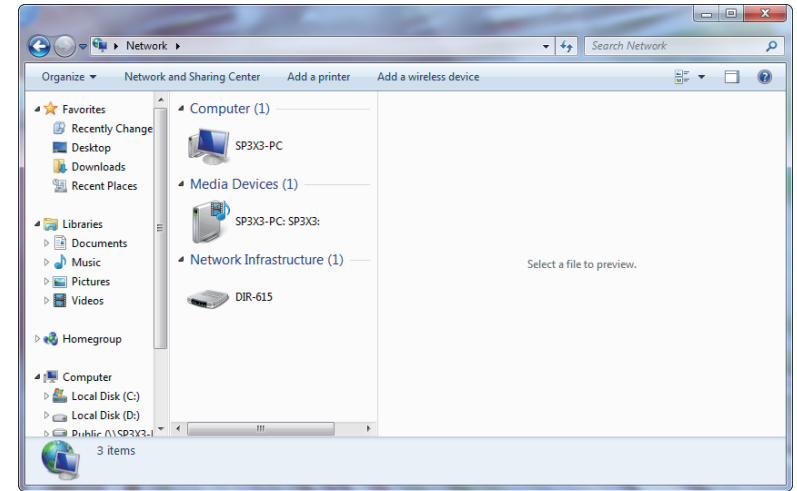 Network
Search Network
Organize
Network and Sharing Center
Add a printer
Add a wireless device
Favorites
Recently Change
Desktop
Downloads
Recent Places
Libraries
Documents
Music
Pictures
Videos
Homegroup
Computer
Local Disk (C:)
Local Disk (D:)
Public (\\SP3X3-
Computer (1)
SP3X3-PC
Media Devices (1)
SP3X3-PC: SP3X3:
Network Infrastructure (1)
DIR-615
Select a file to preview.
3 items